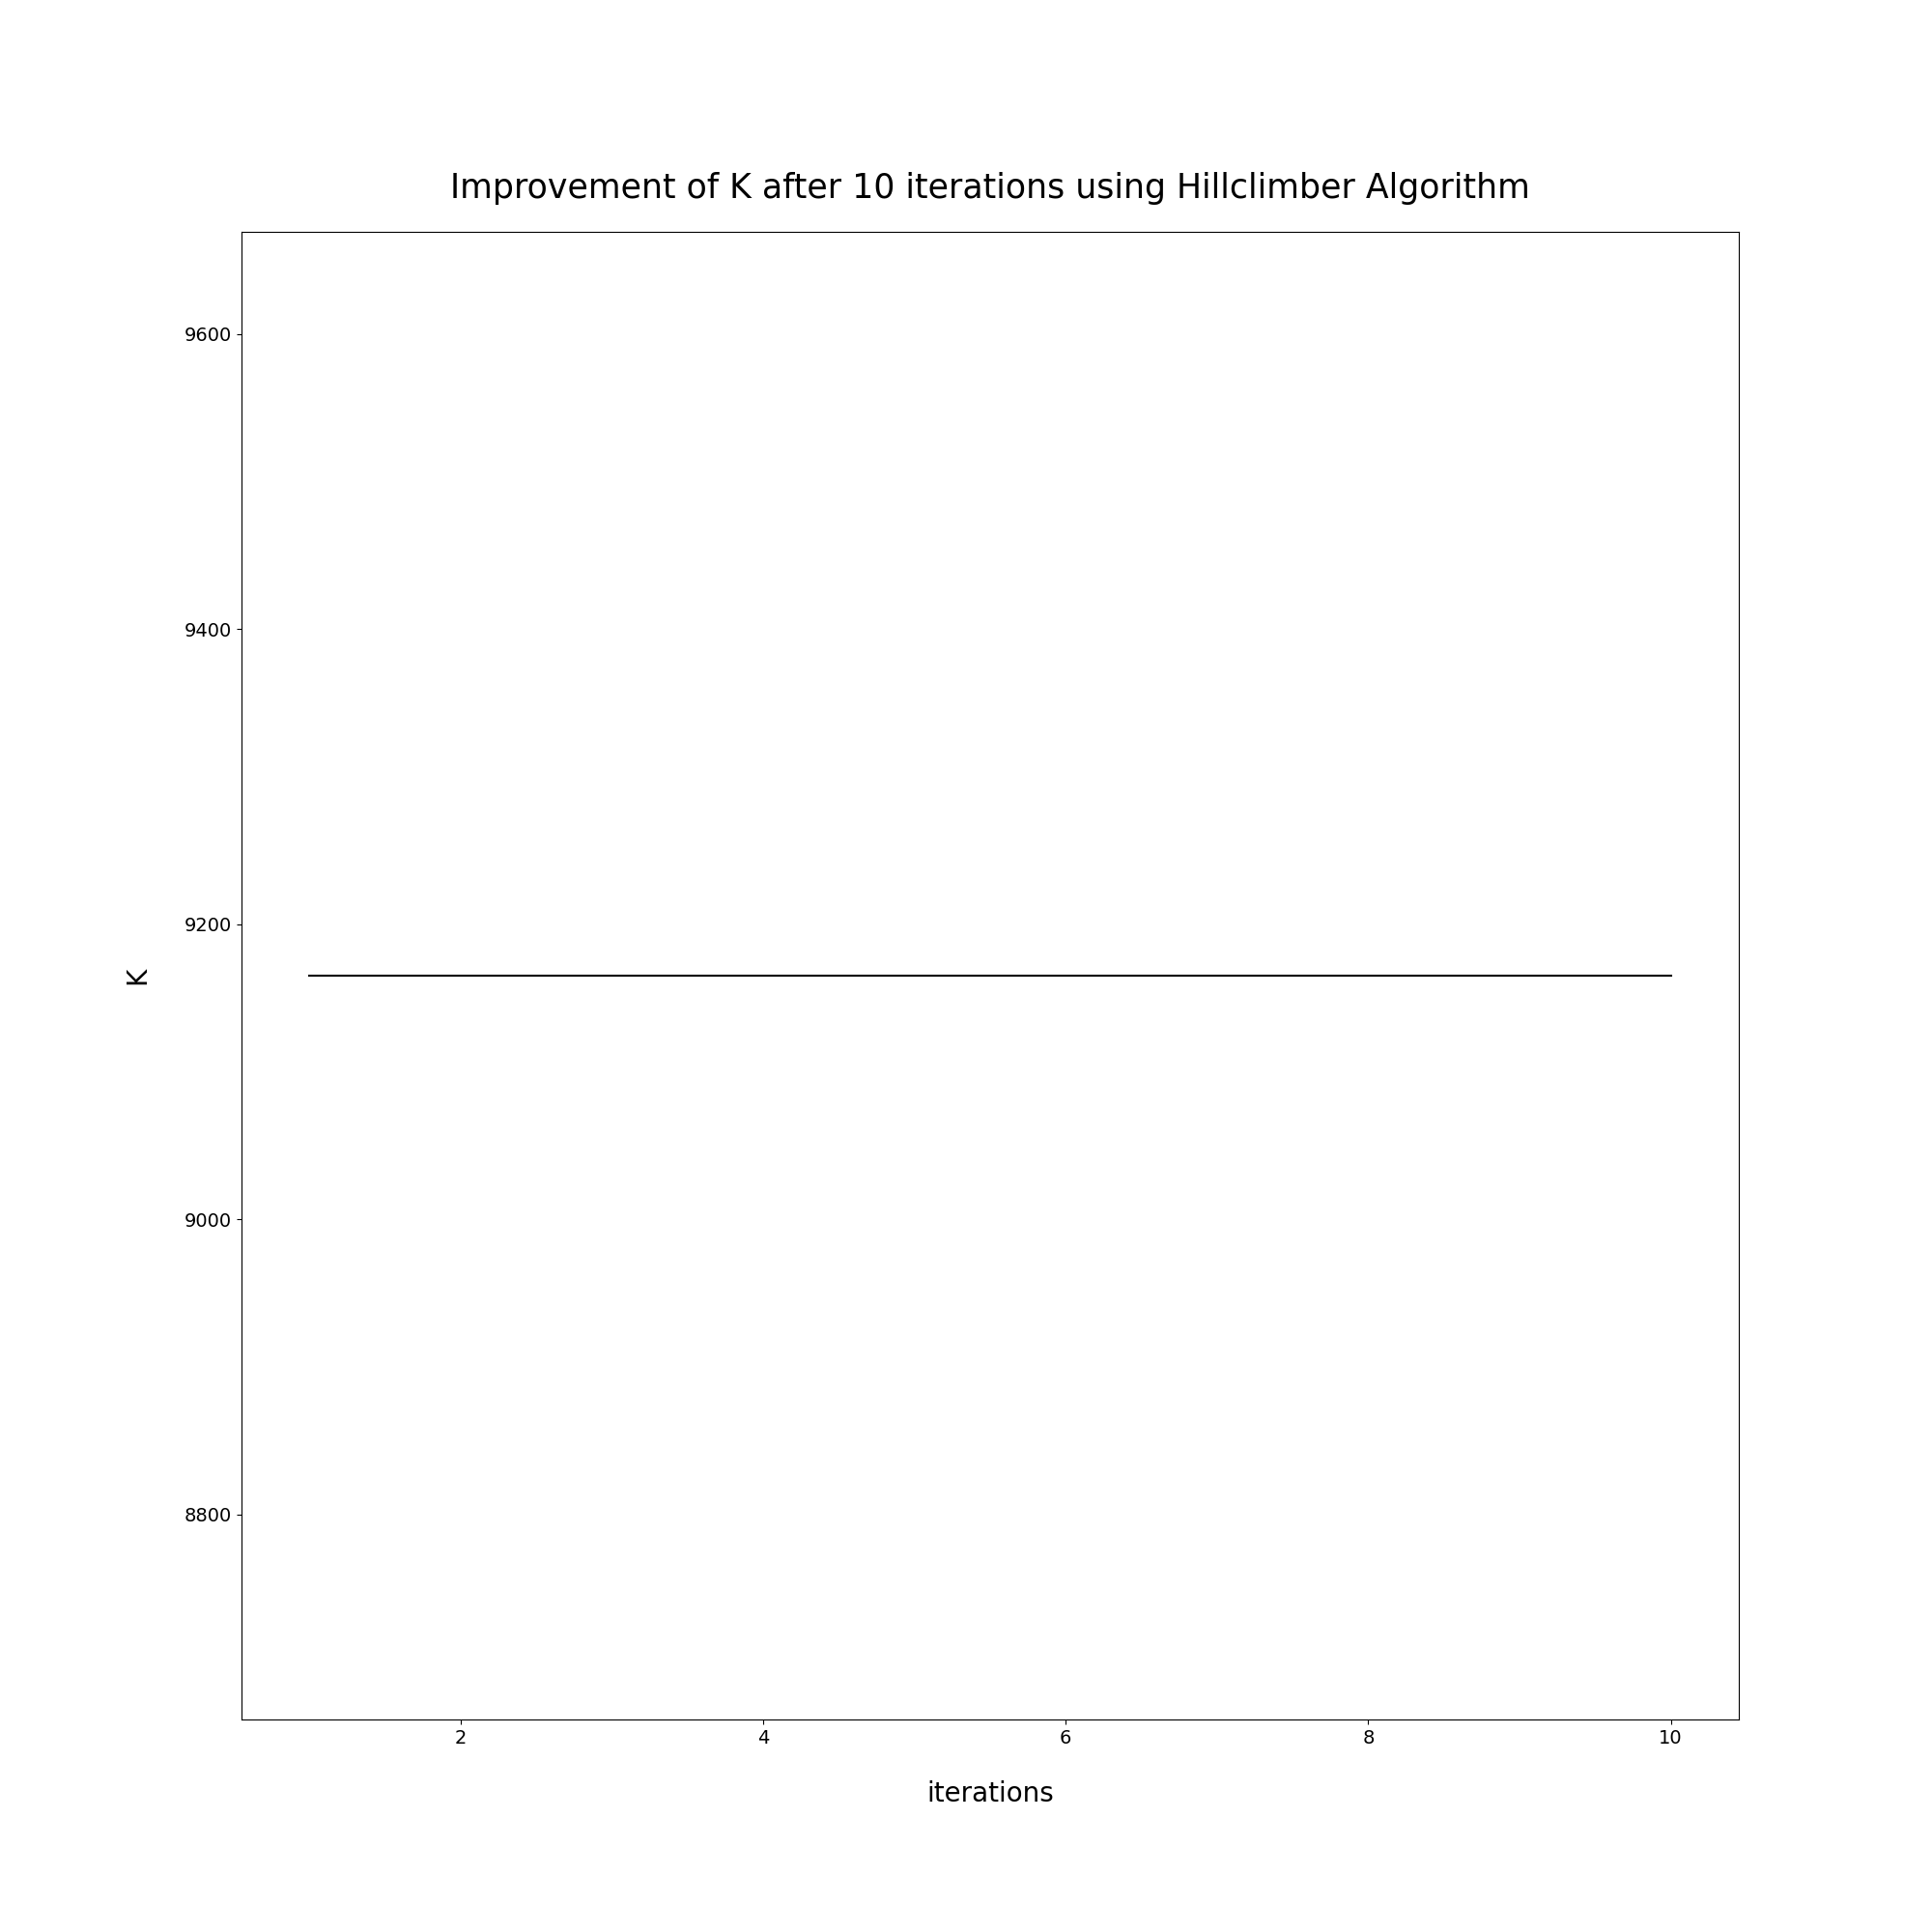 Improvement of K after 10 iterations using Hillclimber Algorithm
9600
9400
9200
9000
8800
K
2 4 6 8 10
iterations